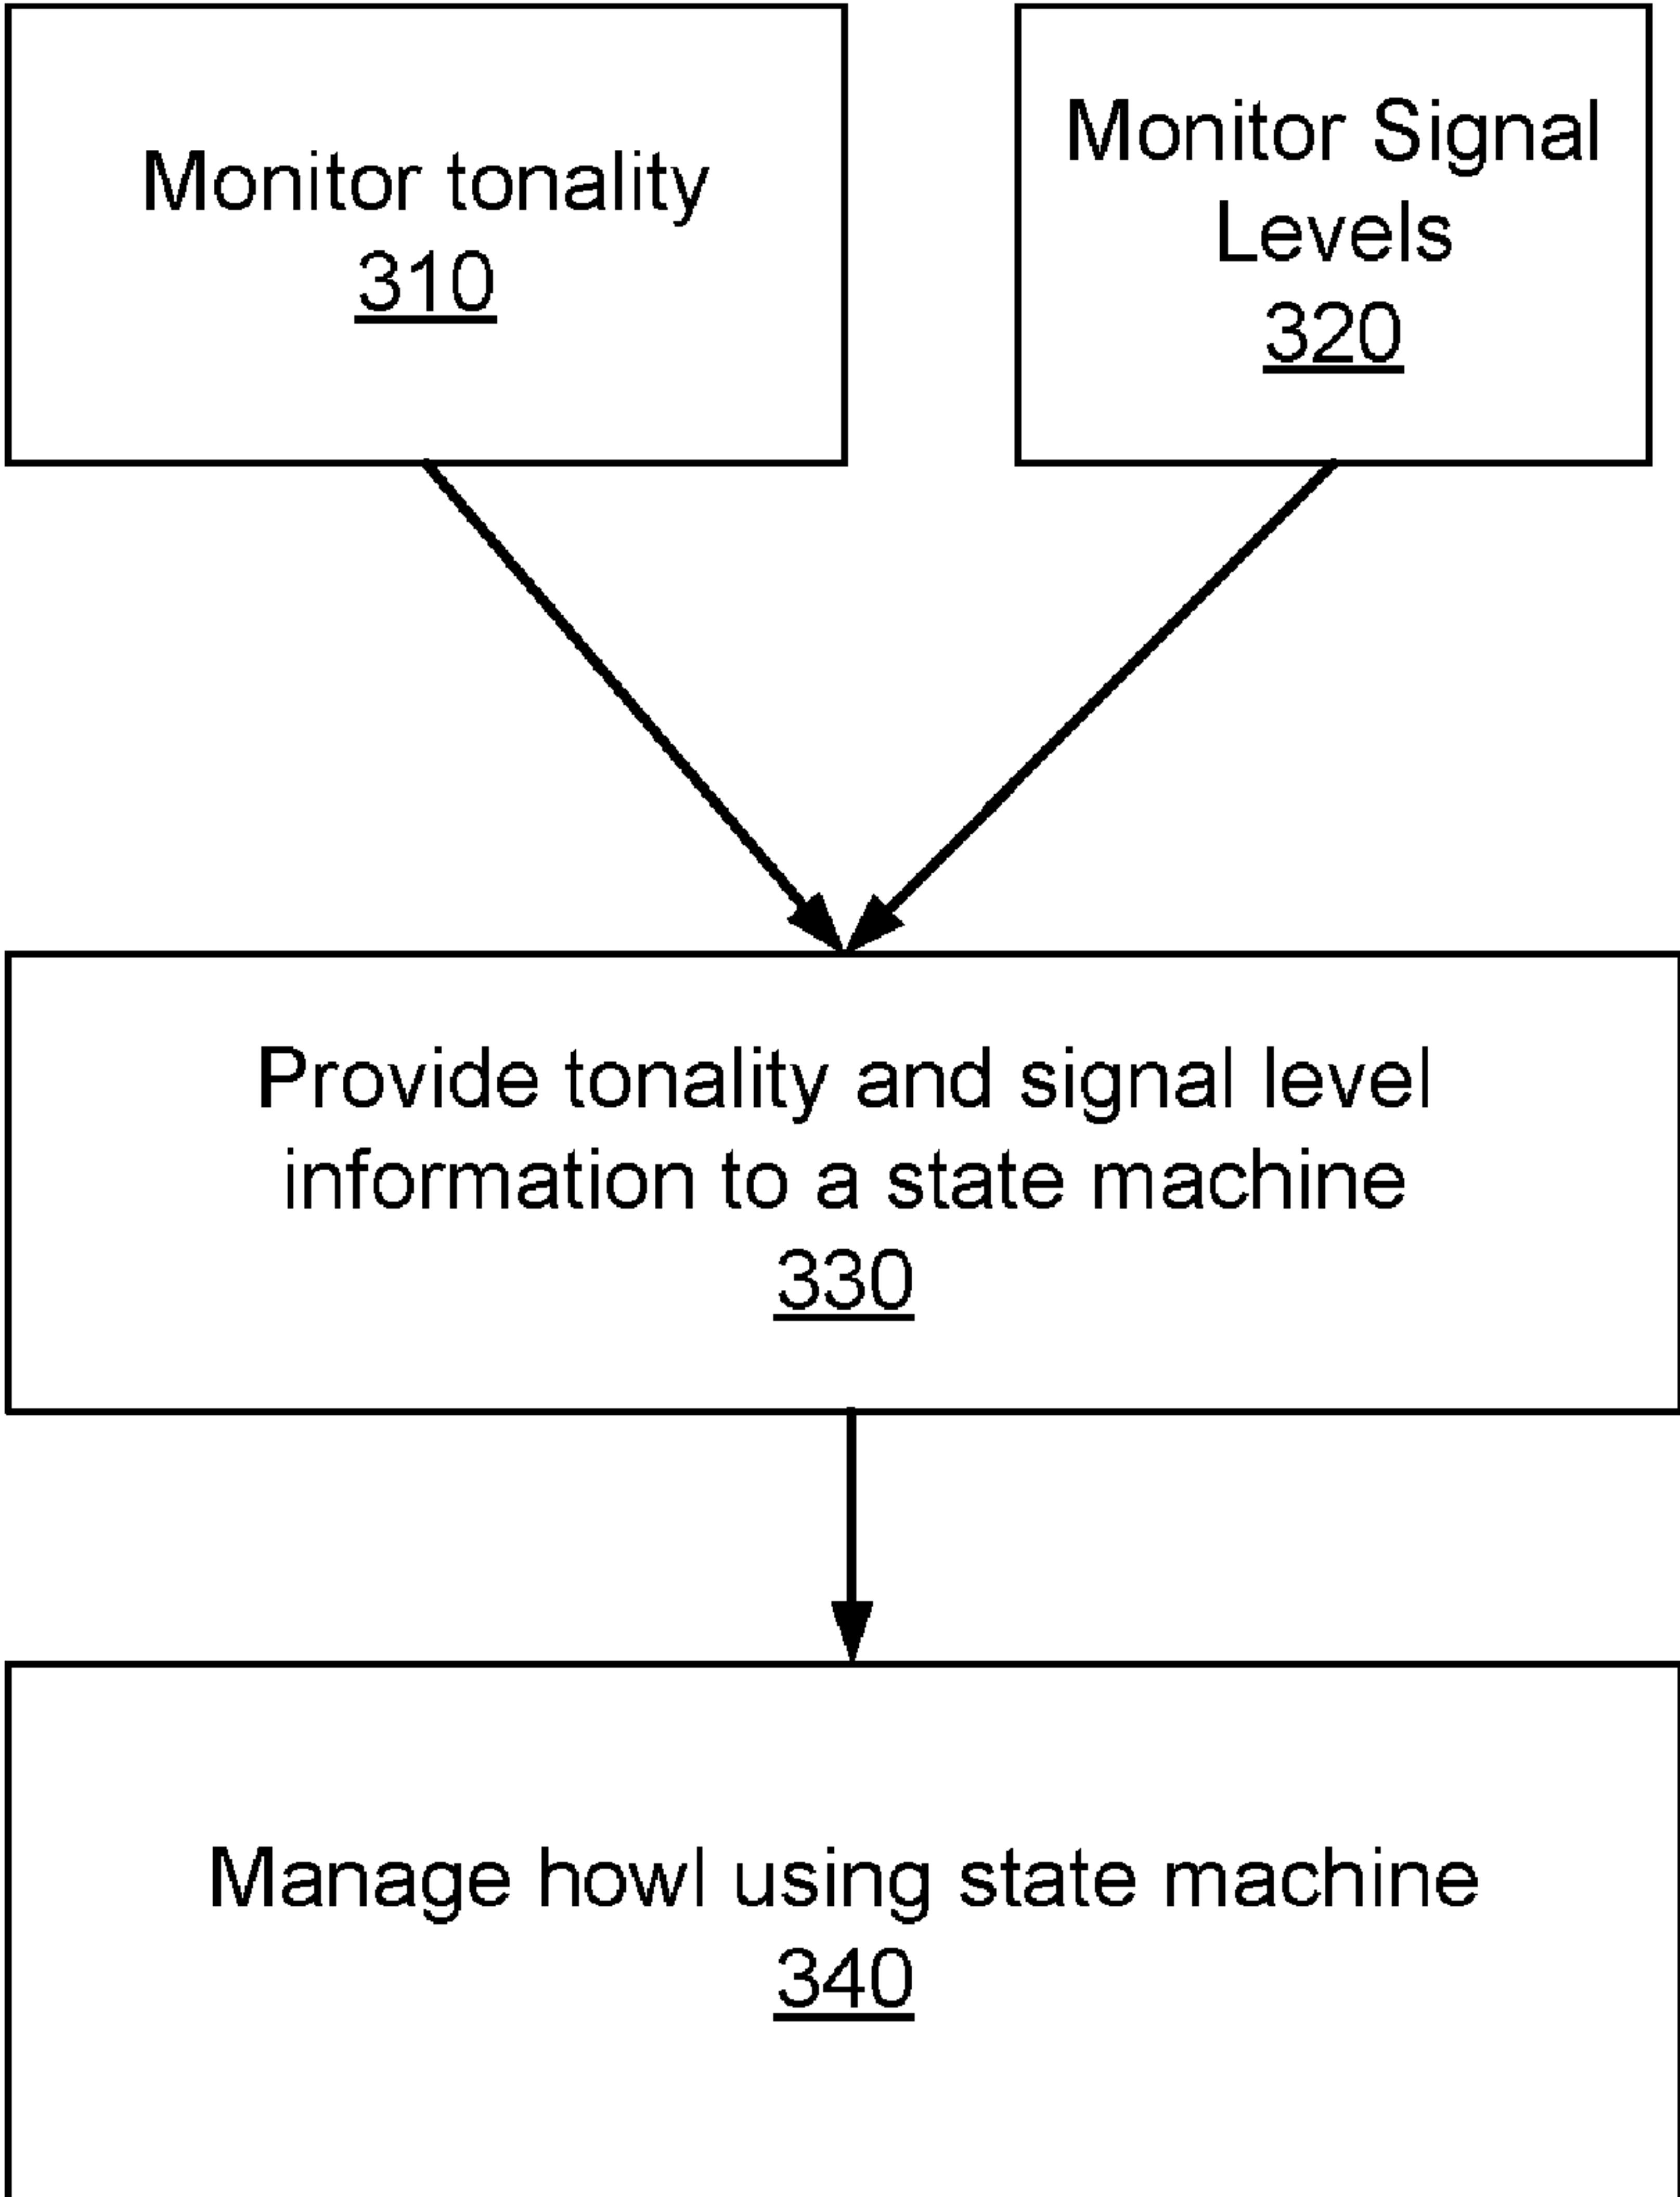 Monitor tonality
310
Monitor Signal
Levels
320
Provide tonality and signal level
information to a state machine
330
Manage howl using state machine
340